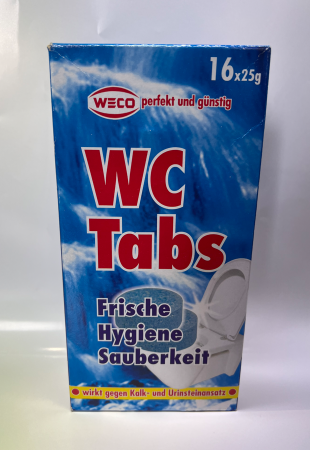 16x25g
WECO perfekt und günstig
WC
Tabs
Frische
Hygiene
Sauberkeit
wirkt gegen Kalk- und Urinsteinansatz